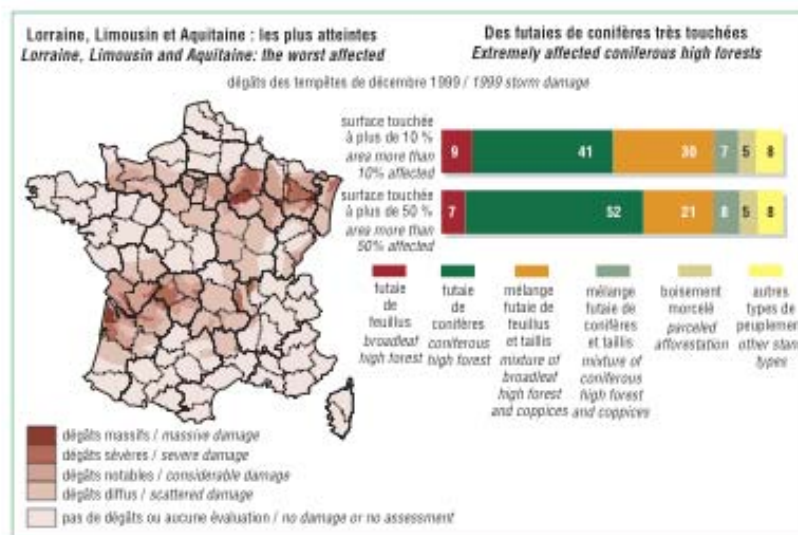 Lorraine, Limousin et Aquitaine : les plus atteintes
Lorraine, Limousin and Aquitaine: the worst affected
Des futaies de conifères très touchées
Extremely affected coniferous high forests
dégâts des tempêtes de décembre 1999 / 1999 storm damage
surface touchée
à plus de 10 %
area more than
10% affected
9 41 30 7 5 8
surface touchée
à plus de 50 %
area more than
50% affected
7 52 21 8 5 8
futaie
de
feuillus
broadleaf
high forest
futaie
de
conifères
coniferous
high forest
mélange
futaie de
feuillus
et taillis
mixture of
broadleaf
high forest
and coppices
mélange
futaie de
conifères
et taillis
mixture of
coniferous
high forest
and coppices
boisement
morcelé
parceled
afforestation
autres
types de
peuplement
other stan
types
dégâts massifs / massive damage
dégâts sévères / severe damage
dégâts notables / considerable damage
dégâts diffus / scattered damage
pas de dégâts ou aucune évaluation / no damage or no assessment